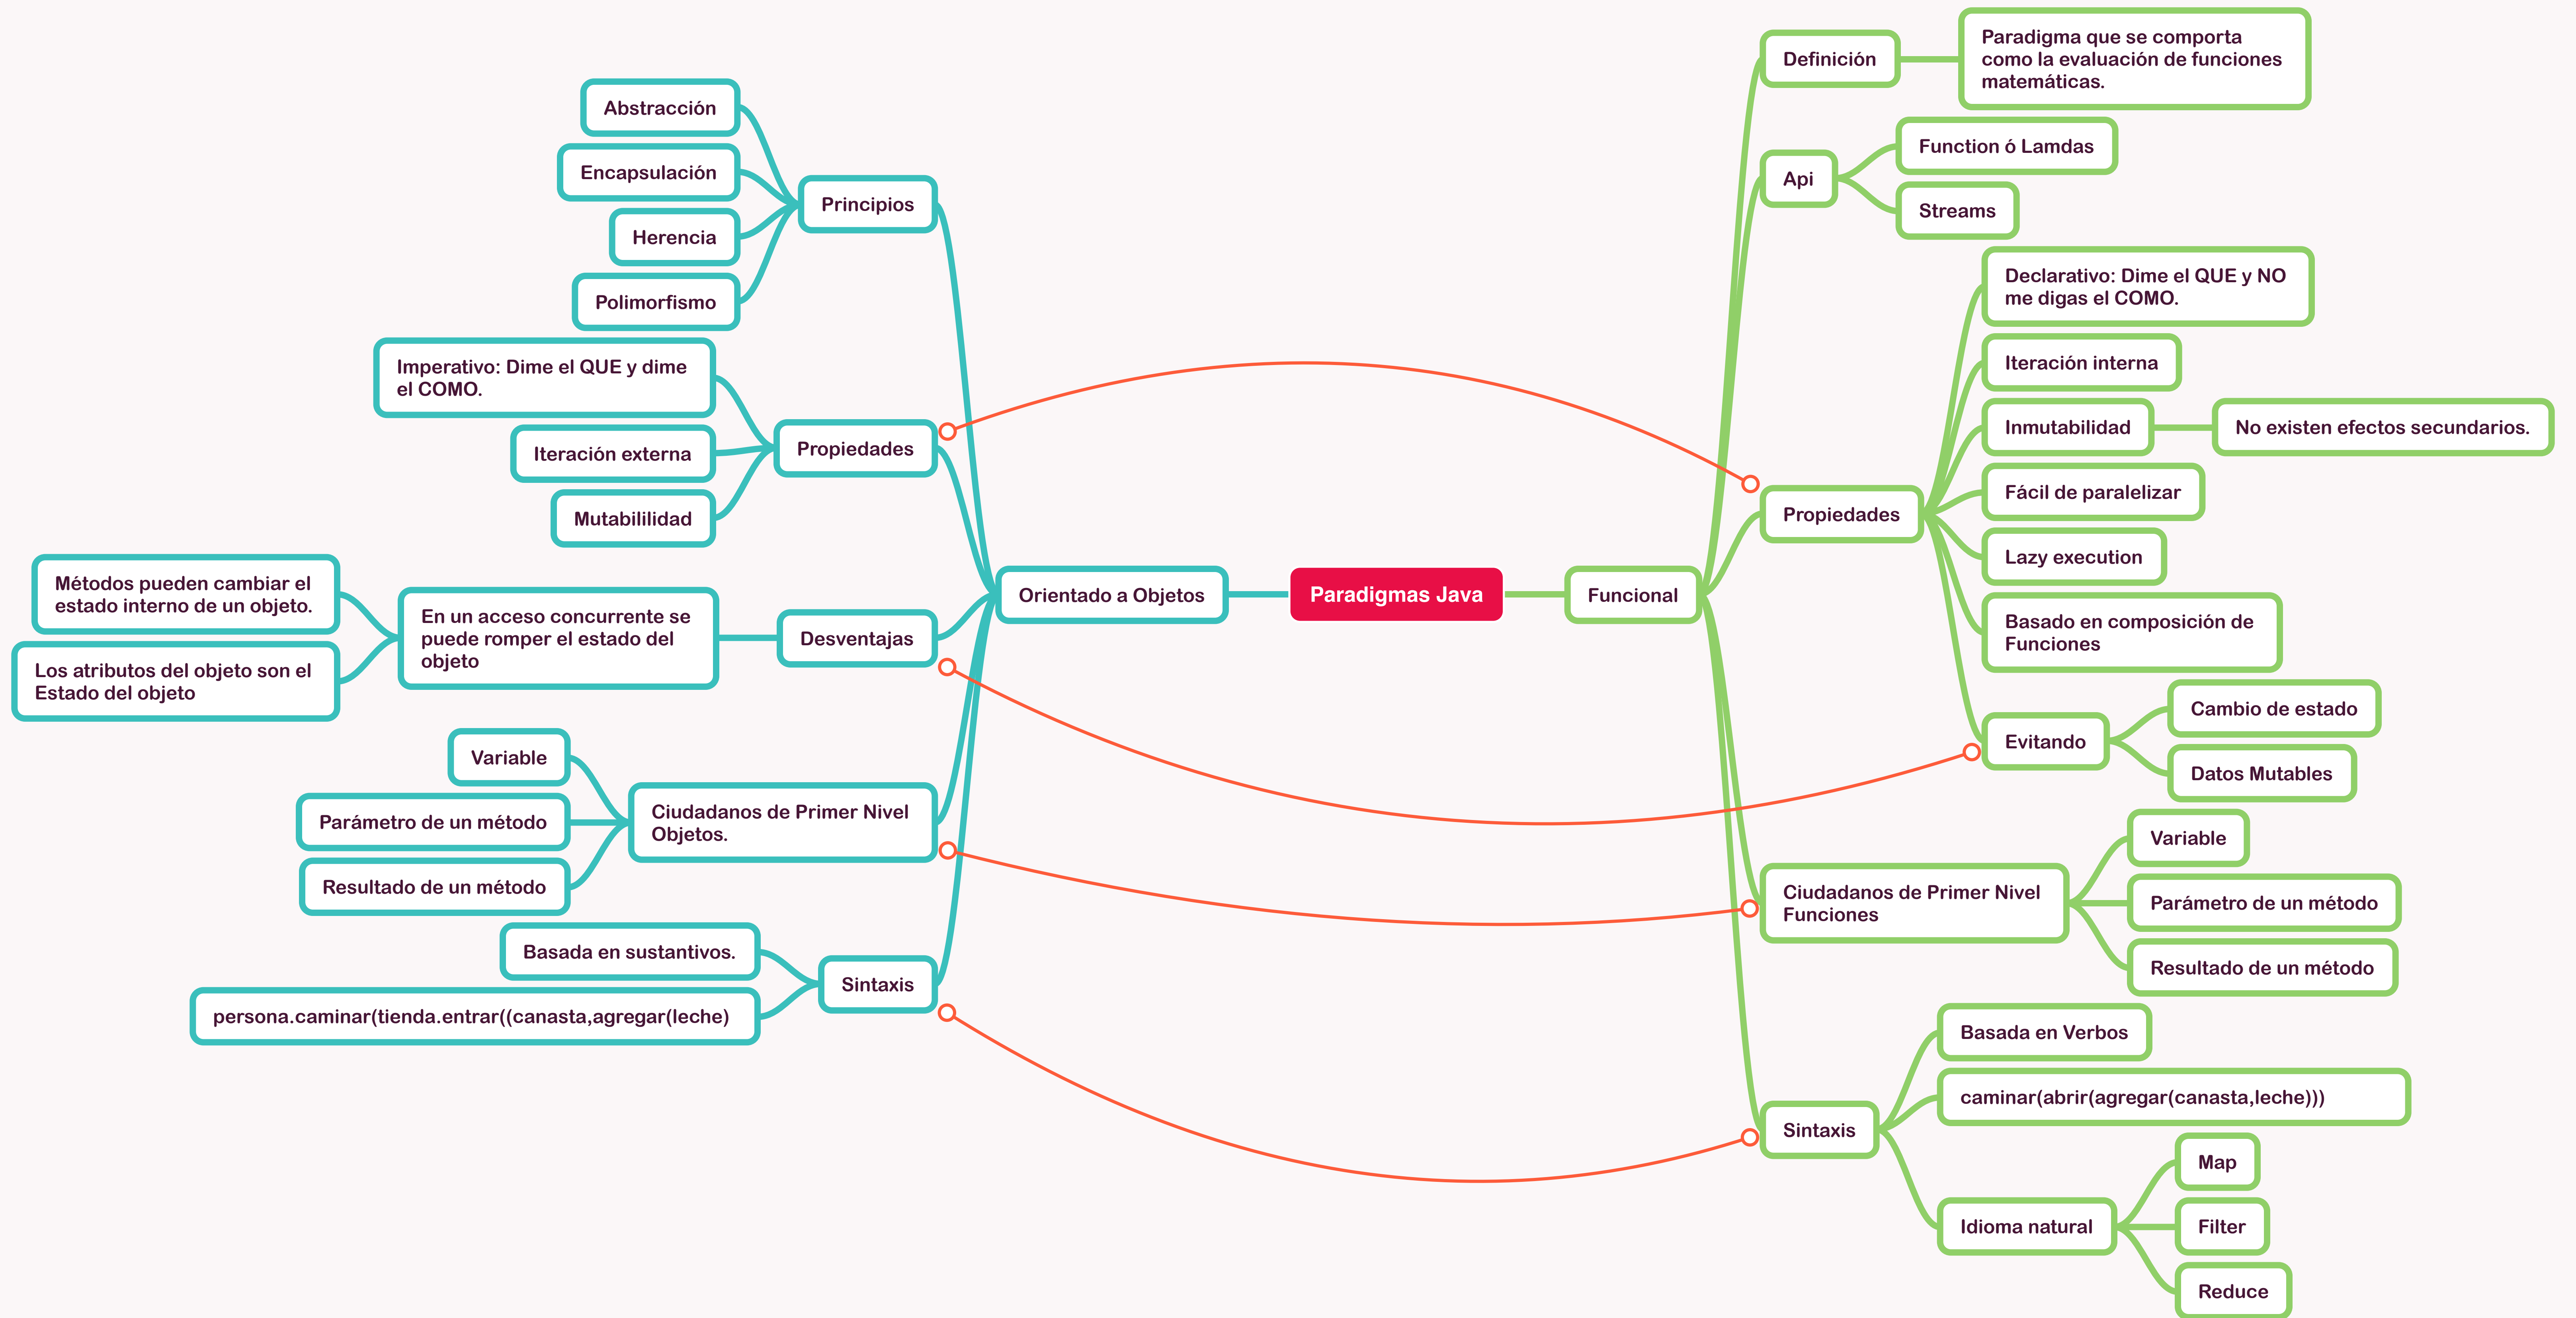 Paradigmas Java
Orientado a Objetos
Principios
Abstracción
Encapsulación
Herencia
Polimorfismo
Propiedades
Imperativo: Dime el QUE y dime
el COMO.
Iteración externa
Mutabililidad
Desventajas
En un acceso concurrente se
puede romper el estado del
objeto
Métodos pueden cambiar el
estado interno de un objeto.
Los atributos del objeto son el
Estado del objeto
Ciudadanos de Primer Nivel
Objetos.
Variable
Parámetro de un método
Resultado de un método
Sintaxis
Basada en sustantivos.
persona.caminar(tienda.entrar((canasta,agregar(leche)
Funcional
Definición
Paradigma que se comporta
como la evaluación de funciones
matemáticas.
Api
Function ó Lamdas
Streams
Propiedades
Declarativo: Dime el QUE y NO
me digas el COMO.
Iteración interna
Inmutabilidad
No existen efectos secundarios.
Fácil de paralelizar
Lazy execution
Basado en composición de
Funciones
Evitando
Cambio de estado
Datos Mutables
Ciudadanos de Primer Nivel
Funciones
Variable
Parámetro de un método
Resultado de un método
Sintaxis
Basada en Verbos
caminar(abrir(agregar(canasta,leche)))
Idioma natural
Map
Filter
Reduce